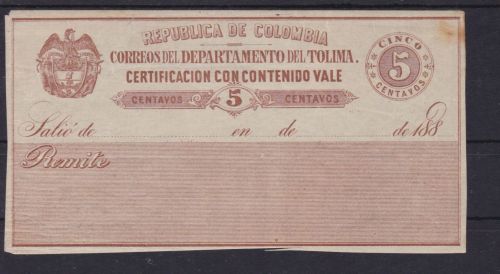 REPUBLICA DE COLOMBIA
CORREOS DEL DEPARTAMENTO DEL TOLIMA.
CERTIFICACION CON CONTENIDO VALE
CENTAVOS 5 CENTAVOS
CINCO
5
CENTAVOS
Salió de en de de 188
Remite